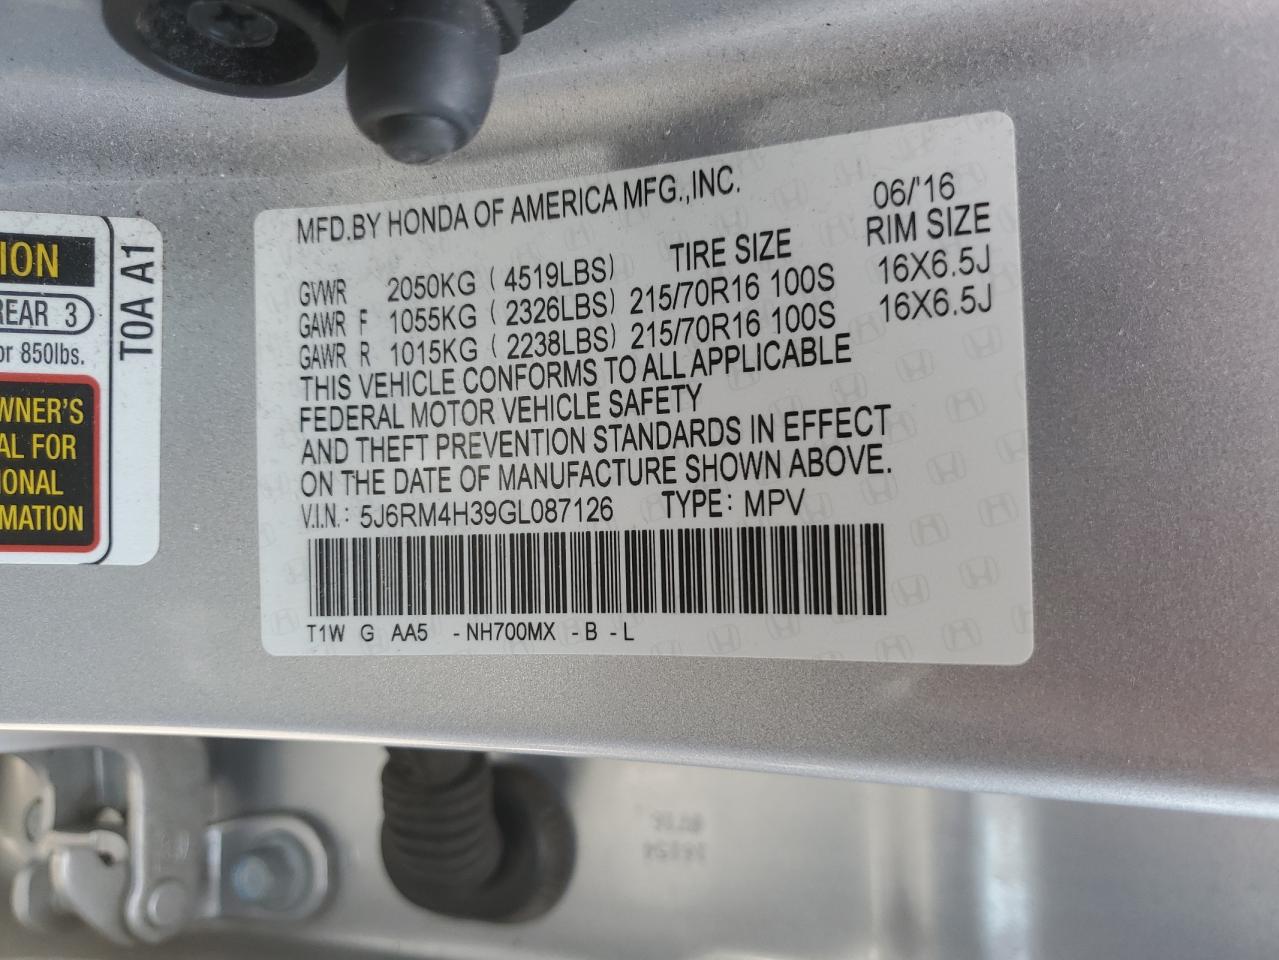 MFD.BY HONDA OF AMERICA MFG.,INC. 06/'16
TIRE SIZE RIM SIZE
GVWR 2050KG ( 4519LBS)
GAWR F 1055KG ( 2326LBS) 215/70R16 100S 16X6.5J
GAWR R 1015KG ( 2238LBS) 215/70R16 100S 16X6.5J
THIS VEHICLE CONFORMS TO ALL APPLICABLE
FEDERAL MOTOR VEHICLE SAFETY
AND THEFT PREVENTION STANDARDS IN EFFECT
ON THE DATE OF MANUFACTURE SHOWN ABOVE.
V.I.N.: 5J6RM4H39GL087126 TYPE: MPV
T1W G AA5 -NH700MX -B -L
ION
REAR 3
or 850lbs.
WNER'S
AL FOR
IONAL
MATION
T0A A1